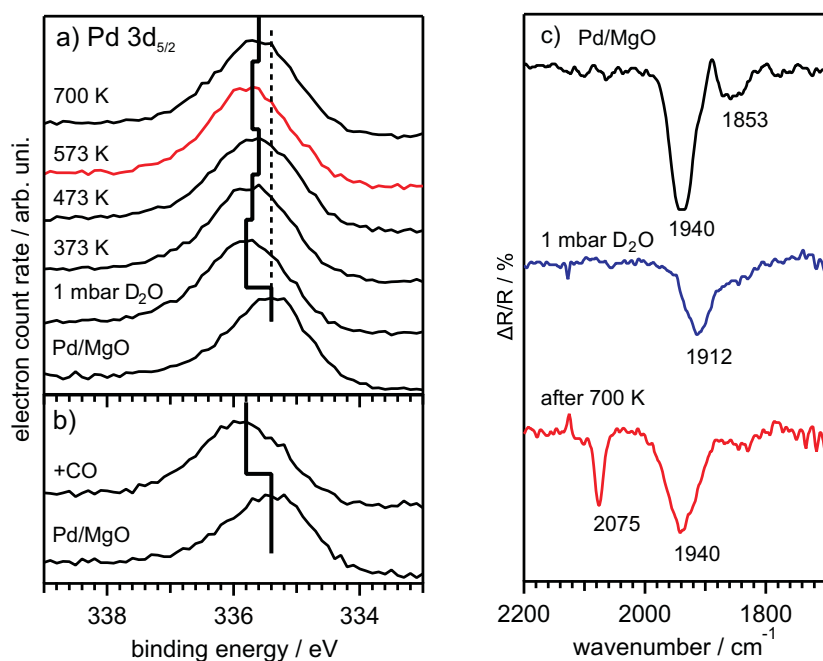 a) Pd 3d5/2
700 K
573 K
473 K
373 K
1 mbar D2O
Pd/MgO
b)
+CO
Pd/MgO
338 336 334
binding energy / eV
electron count rate / arb. uni.
c) Pd/MgO
1853
1940
1 mbar D2O
1912
after 700 K
2075
1940
2200 2000 1800
wavenumber / cm-1
ΔR/R / %